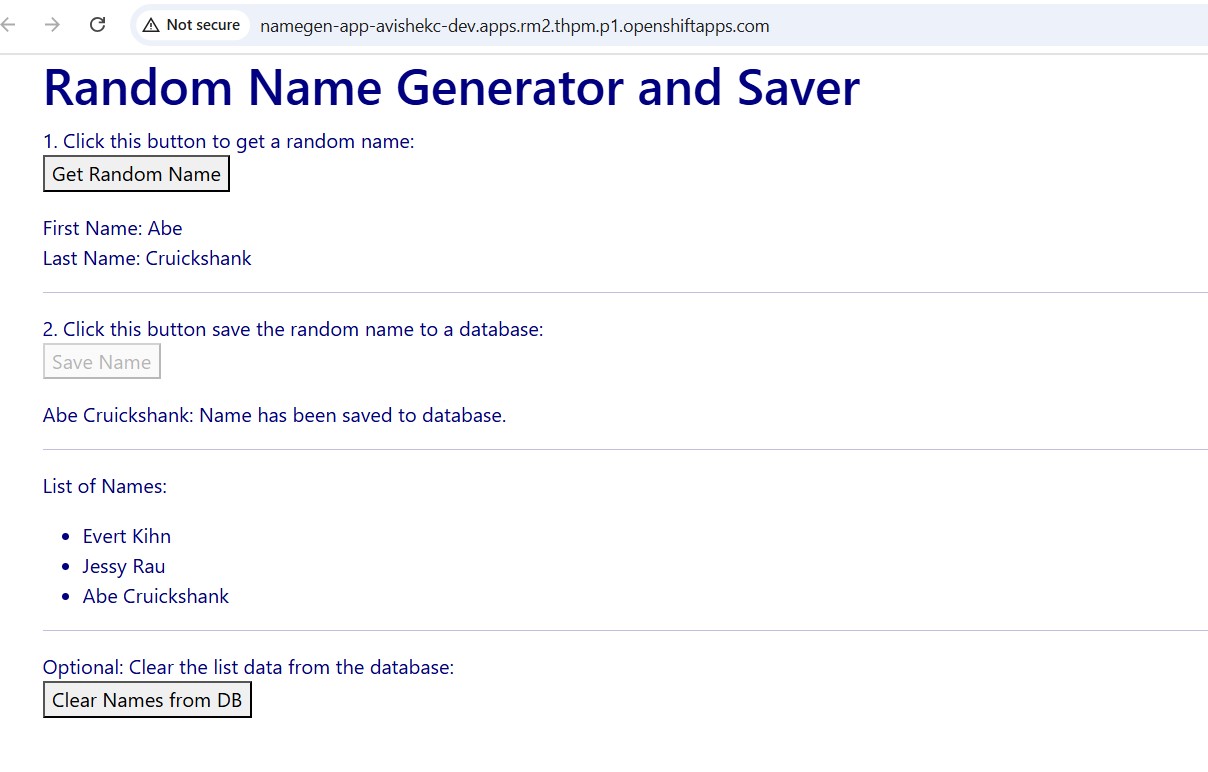 Not secure namegen-app-avishekc-dev.apps.rm2.thpm.p1.openshiftapps.com
Random Name Generator and Saver
1. Click this button to get a random name:
Get Random Name
First Name: Abe
Last Name: Cruickshank
2. Click this button save the random name to a database:
Save Name
Abe Cruickshank: Name has been saved to database.
List of Names:
• Evert Kihn
• Jessy Rau
• Abe Cruickshank
Optional: Clear the list data from the database:
Clear Names from DB